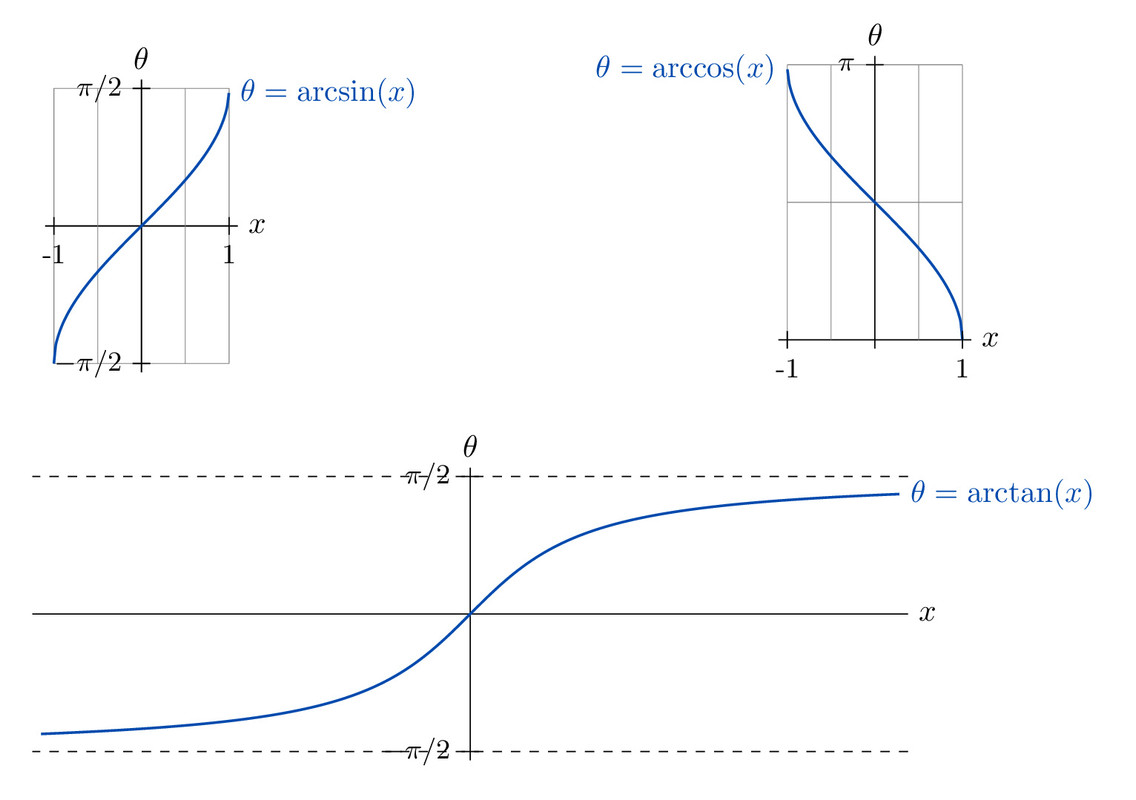 θ
π/2
θ = arcsin(x)
x
-1
1
−π/2
θ
θ = arccos(x)
π
x
-1
1
θ
π/2
θ = arctan(x)
x
−π/2